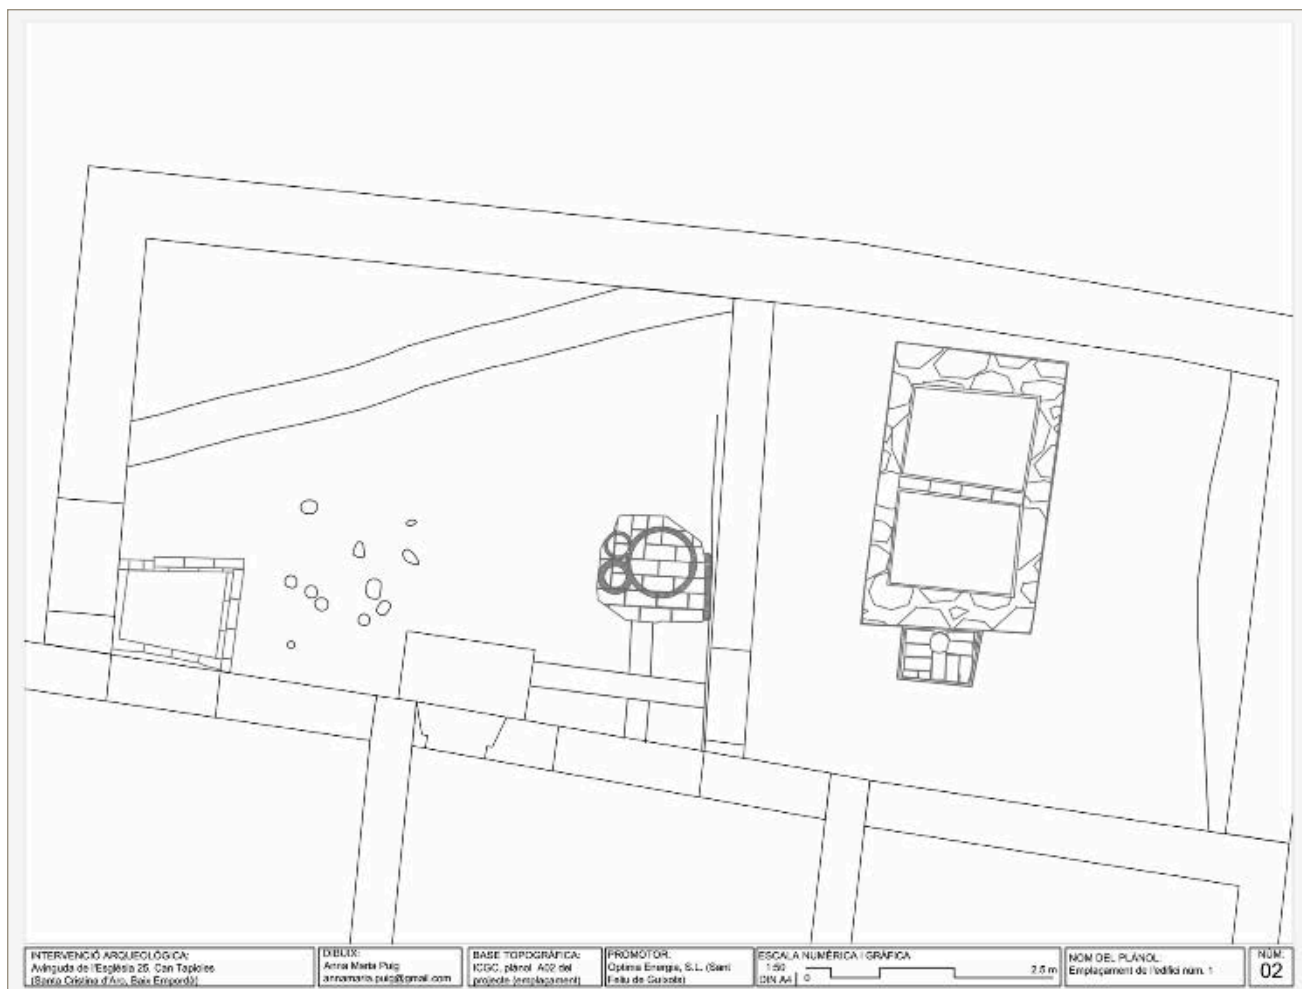 INTERVENCIÓ ARQUEOLÒGICA:
Avinguda de l'Església 25, Can Tapioles
(Santa Cristina d'Aro, Baix Empordà)
DIBUIX:
Anna Maria Puig
annamaria.puig@gmail.com
BASE TOPOGRÀFICA:
ICGC, plànol A02 del
projecte (emplaçament)
PROMOTOR:
Optima Energia, S.L. (Sant
Feliu de Guíxols)
ESCALA NUMÈRICA I GRÀFICA
1:50
DIN A4
0
2.5 m
NOM DEL PLÀNOL:
Emplaçament de l'edifici núm. 1
NÚM:
02